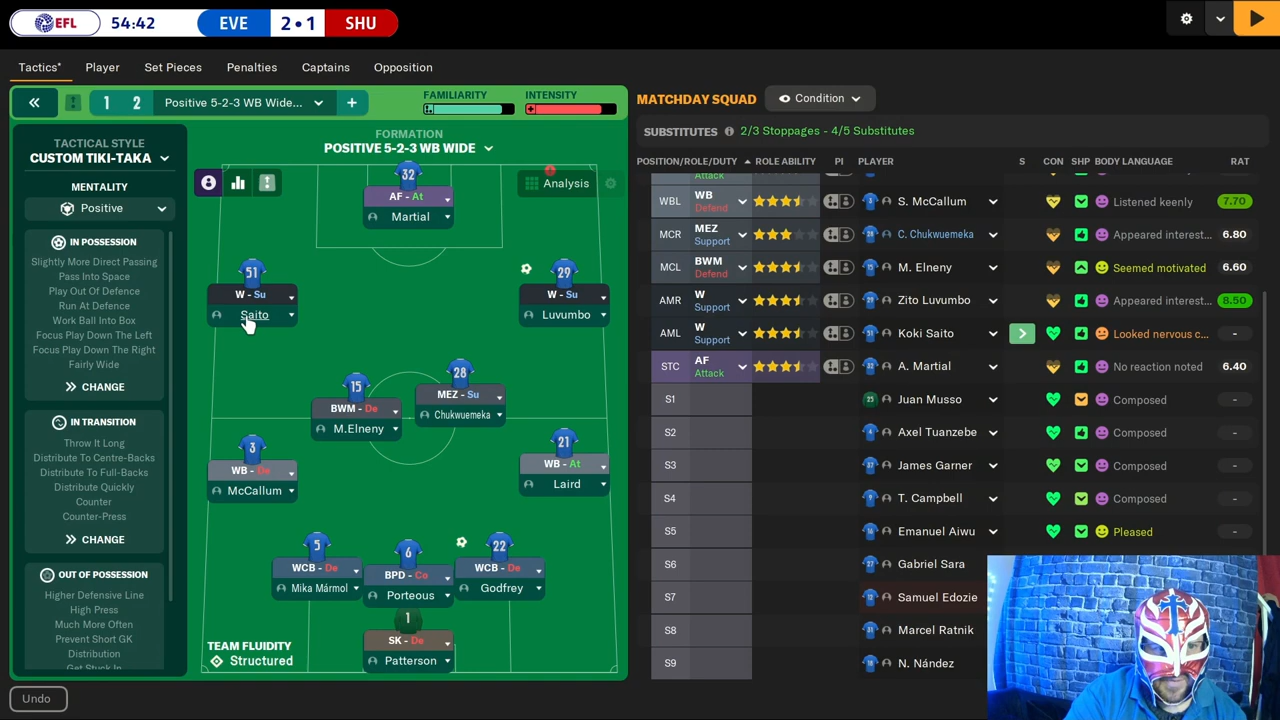 EFL
54:42
EVE
2 • 1
SHU
Tactics*
Player
Set Pieces
Penalties
Captains
Opposition
1
2
Positive 5-2-3 WB Wide...
FAMILIARITY
INTENSITY
TACTICAL STYLE
CUSTOM TIKI-TAKA
MENTALITY
Positive
IN POSSESSION
Slightly More Direct Passing
Pass Into Space
Play Out Of Defence
Run At Defence
Work Ball Into Box
Focus Play Down The Left
Focus Play Down The Right
Fairly Wide
CHANGE
IN TRANSITION
Throw It Long
Distribute To Centre-Backs
Distribute To Full-Backs
Distribute Quickly
Counter
Counter-Press
CHANGE
OUT OF POSSESSION
Higher Defensive Line
High Press
Much More Often
Prevent Short GK
Distribution
Get Stuck In
Undo
FORMATION
POSITIVE 5-2-3 WB WIDE
Analysis
32
AF - At
Martial
51
W - Su
Saito
29
W - Su
Luvumbo
15
BWM - De
M.Elneny
28
MEZ - Su
Chukwuemeka
3
WB - De
McCallum
21
WB - At
Laird
5
WCB - De
Mika Mármol
6
BPD - Co
Porteous
22
WCB - De
Godfrey
1
SK - De
Patterson
TEAM FLUIDITY
Structured
MATCHDAY SQUAD
Condition
SUBSTITUTES 2/3 Stoppages - 4/5 Substitutes
POSITION/ROLE/DUTY ROLE ABILITY PI PLAYER S CON SHP BODY LANGUAGE RAT
Attack
WBL WB Defend 3 S. McCallum Listened keenly 7.70
MCR MEZ Support 28 C. Chukwuemeka Appeared interest... 6.80
MCL BWM Defend 15 M. Elneny Seemed motivated 6.60
AMR W Support 29 Zito Luvumbo Appeared interest... 8.50
AML W Support 51 Koki Saito Looked nervous c... -
STC AF Attack 32 A. Martial No reaction noted 6.40
S1 Juan Musso Composed -
S2 Axel Tuanzebe Composed -
S3 James Garner Composed -
S4 T. Campbell Composed -
S5 Emanuel Aiwu Pleased -
S6 Gabriel Sara
S7 Samuel Edozie
S8 Marcel Ratnik
S9 N. Nández